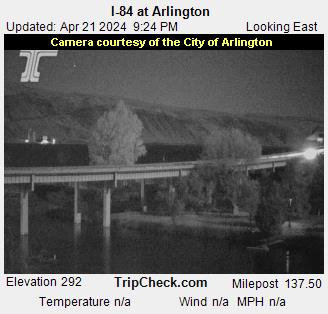 I-84 at Arlington
Updated: Apr 21 2024 9:24 PM Looking East
Camera courtesy of the City of Arlington
Elevation 292 TripCheck.com Milepost 137.50
Temperature n/a Wind n/a MPH n/a